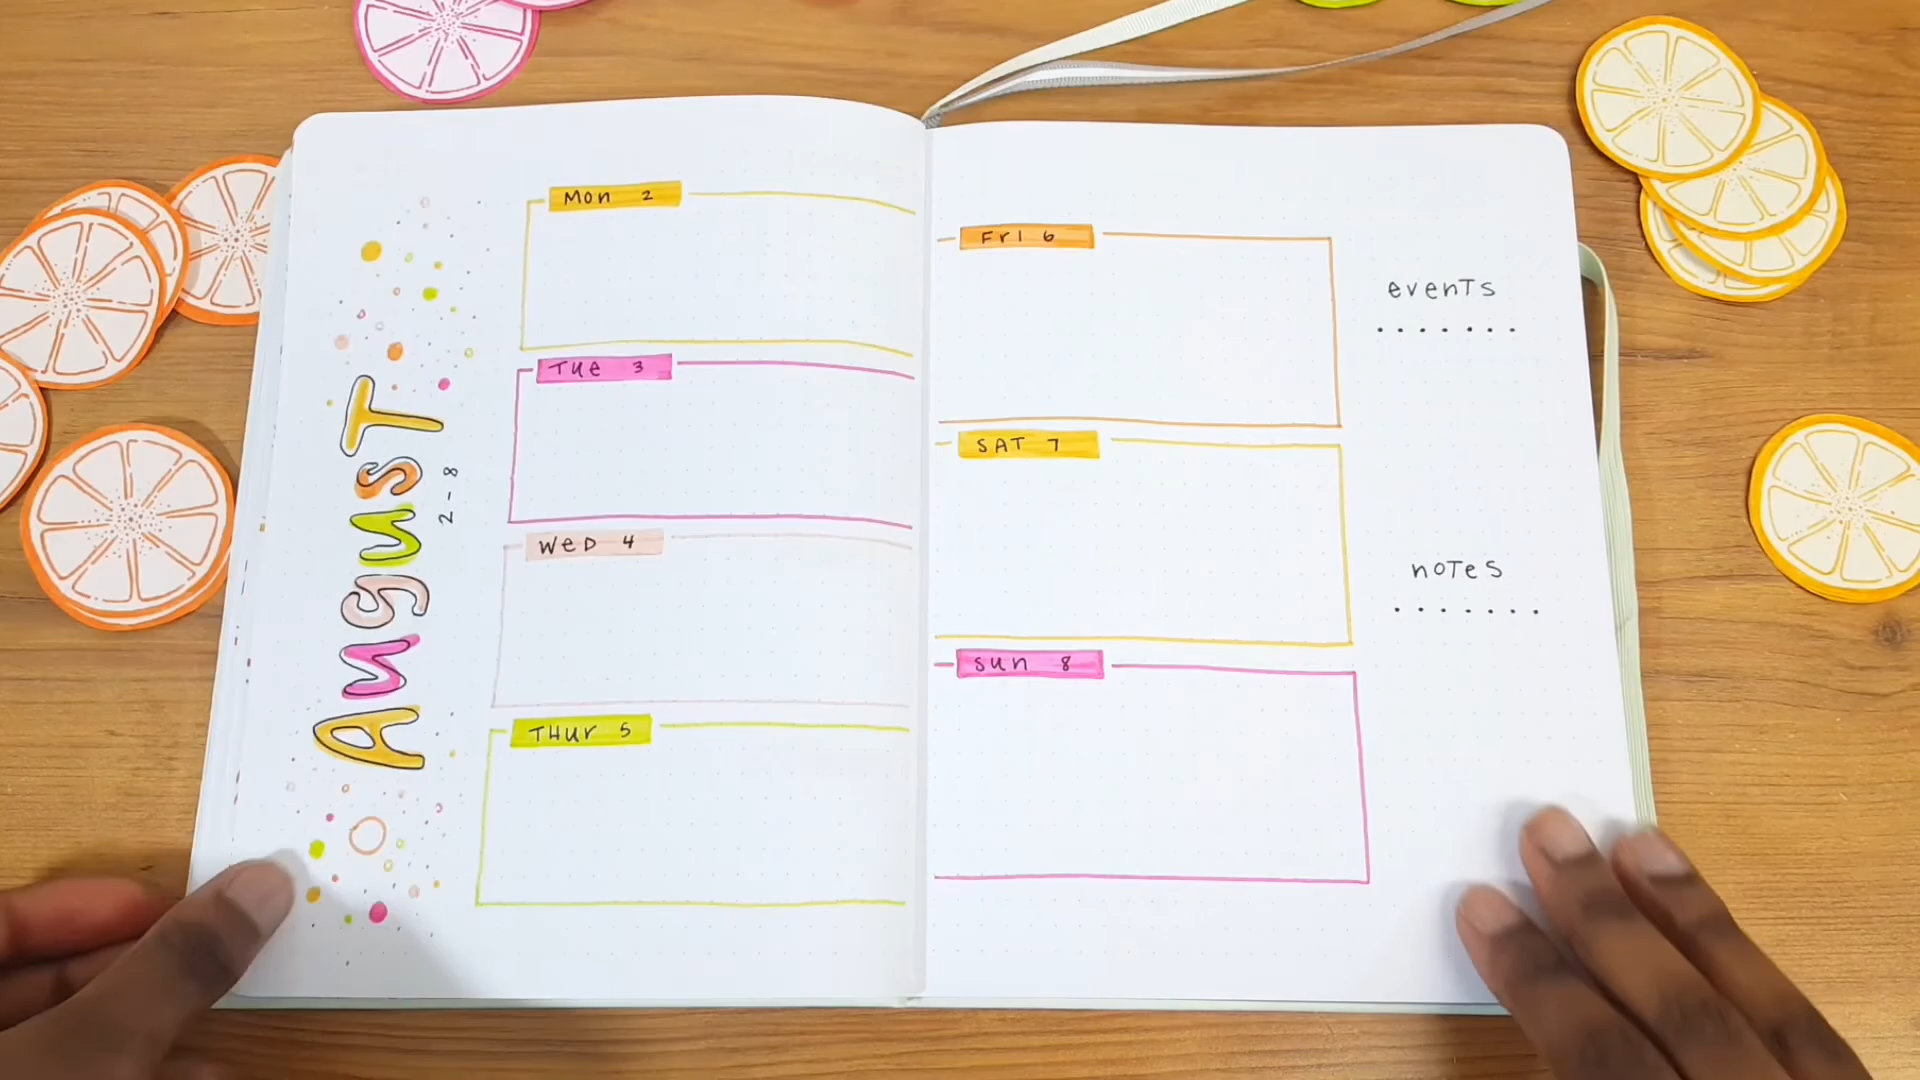 August
2-8
Mon 2
Tue 3
Wed 4
THur 5
Fri 6
SAT 7
Sun 8
evenTs
noTes